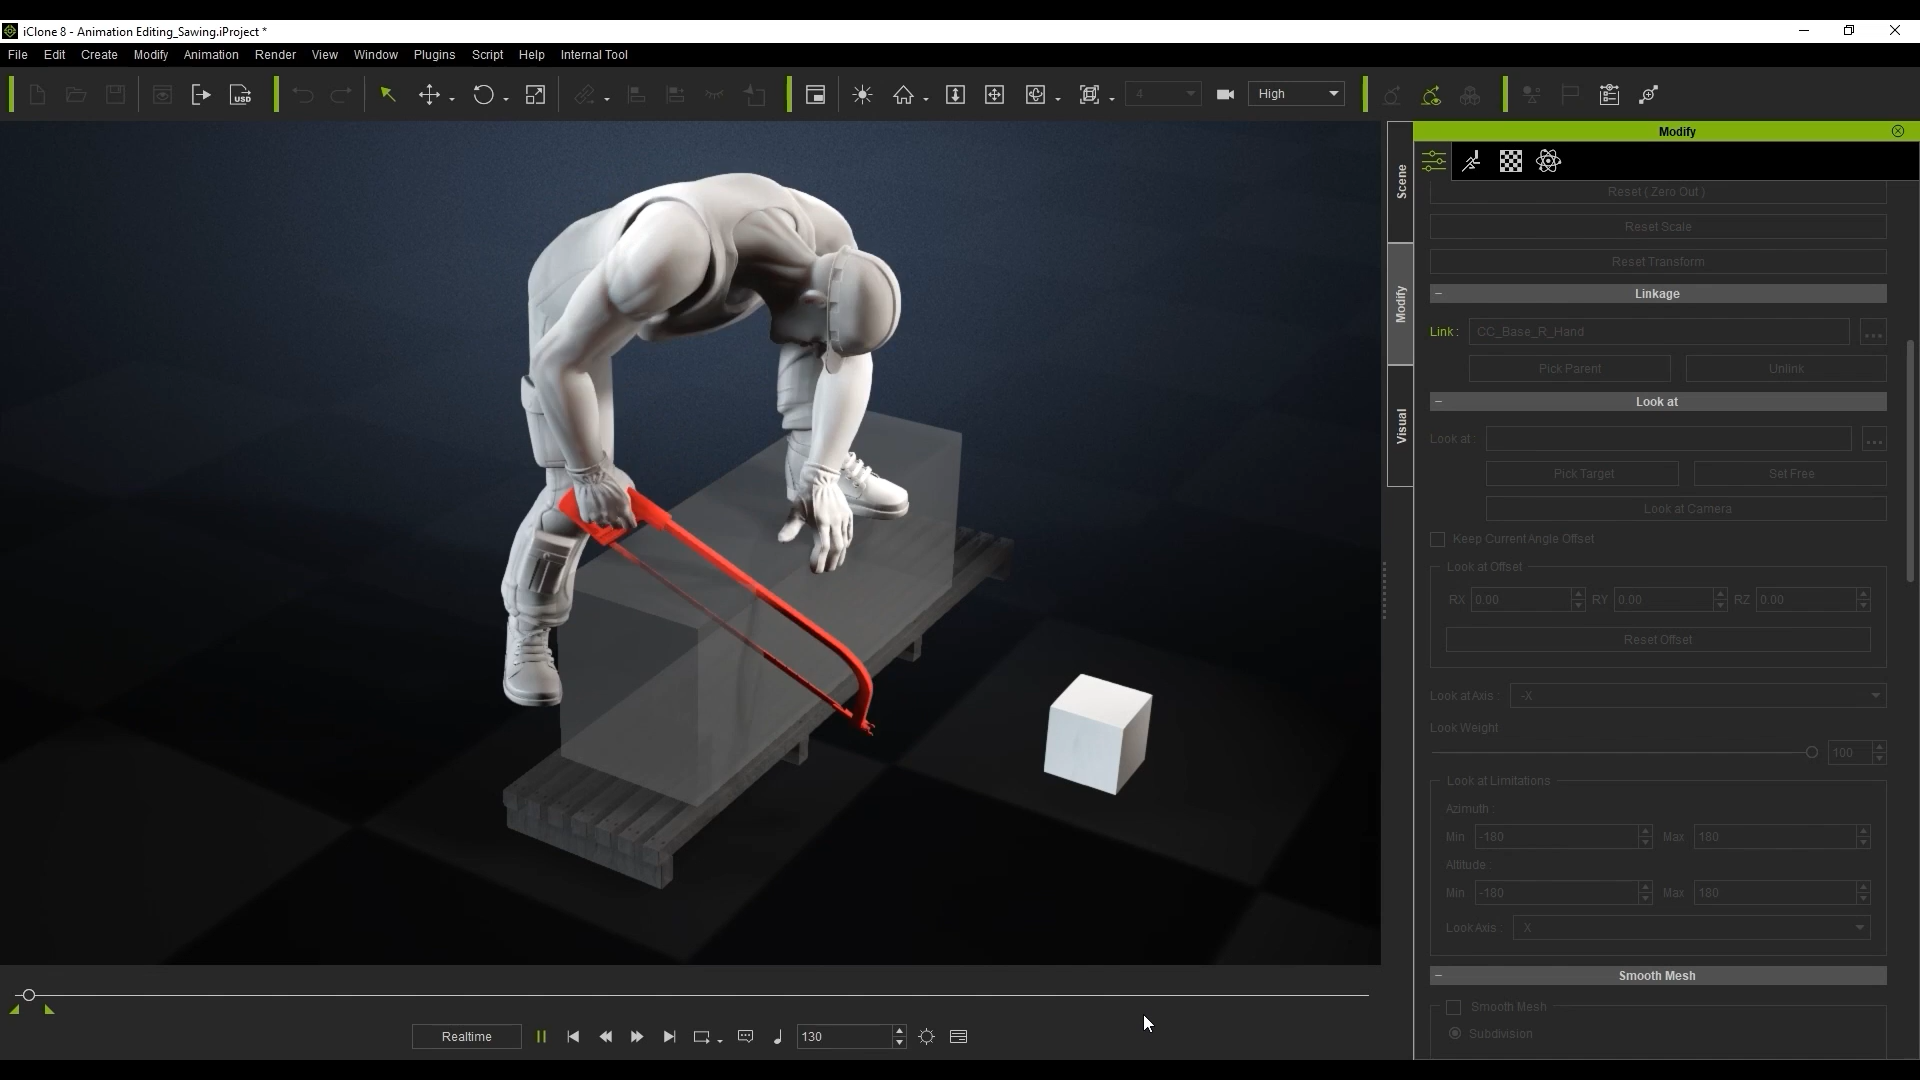 iClone 8 - Animation Editing_Sawing.iProject *
File Edit Create Modify Animation Render View Window Plugins Script Help Internal Tool
USD
4
High
Scene
Modify
Visual
Modify
Reset ( Zero Out )
Reset Scale
Reset Transform
Linkage
Link : CC_Base_R_Hand ...
Pick Parent Unlink
Look at
Look at : ...
Pick Target Set Free
Look at Camera
Keep Current Angle Offset
Look at Offset
RX 0.00 RY 0.00 RZ 0.00
Reset Offset
Look at Axis : -X
Look Weight
100
Look at Limitations
Azimuth :
Min -180 Max 180
Altitude :
Min -180 Max 180
Look Axis : X
Smooth Mesh
Smooth Mesh
Subdivision
Realtime 130